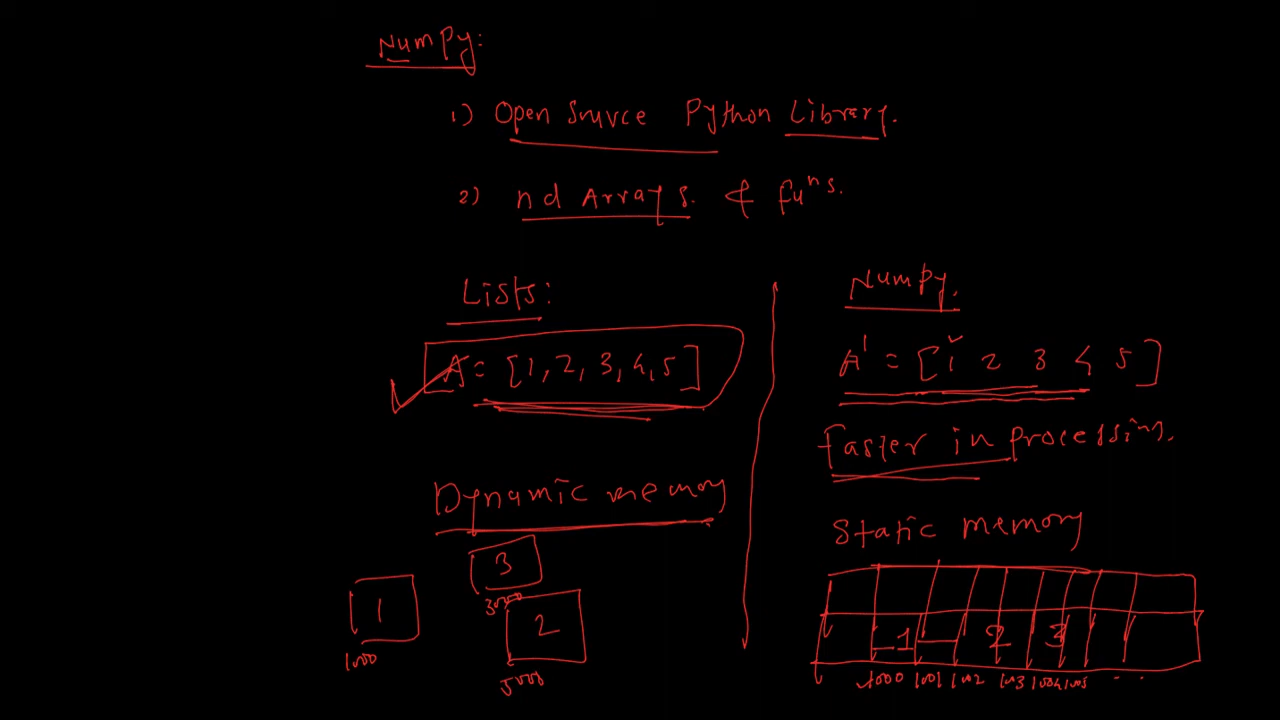 NumPy:
1) Open Source Python Library.
2) nd Arrays. & fuⁿˢ.
Lists:
A = [1, 2, 3, 4, 5]
Dynamic memory
3
3000
1
1000
2
5000
NumPy.
A' = [1 2 3 4 5]
Faster in processing.
Static memory
1 2 3
1000 1001 1002 1003 1004 1005 ...